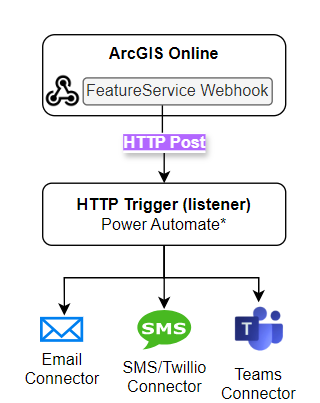 ArcGIS Online
FeatureService Webhook
HTTP Post
HTTP Trigger (listener)
Power Automate*
SMS
Email
Connector
SMS/Twillio
Connector
Teams
Connector